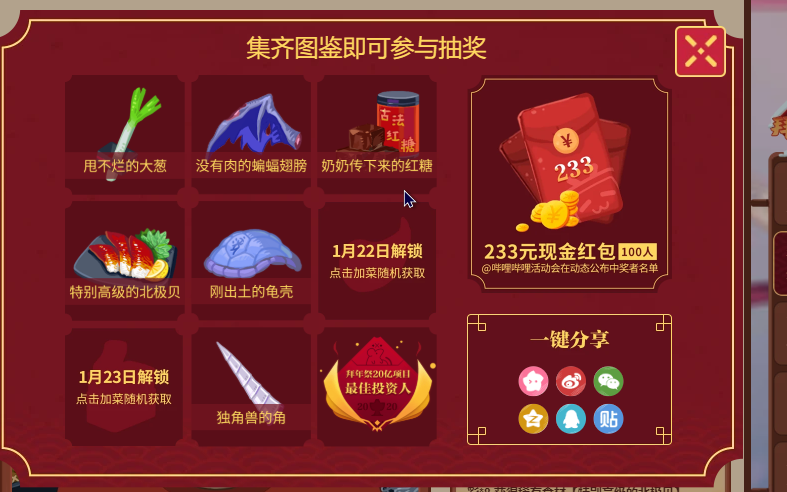 集齐图鉴即可参与抽奖
甩不烂的大葱
没有肉的蝙蝠翅膀
古法
红糖
奶奶传下来的红糖
特别高级的北极贝
刚出土的龟壳
1月22日解锁
点击加菜随机获取
1月23日解锁
点击加菜随机获取
独角兽的角
拜年祭20亿项目
最佳投资人
¥
233
233元现金红包 100人
@哔哩哔哩活动会在动态公布中奖者名单
一键分享
贴